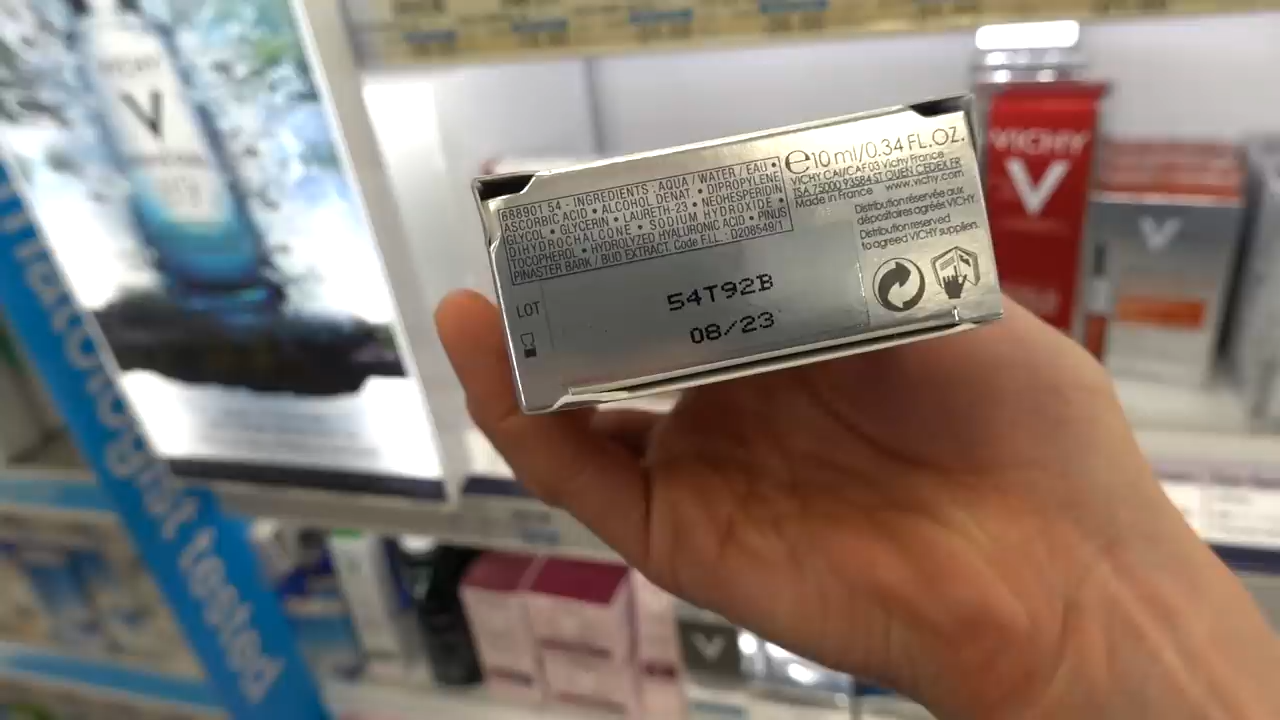 688901 54 - INGREDIENTS : AQUA / WATER / EAU •
ASCORBIC ACID • ALCOHOL DENAT. • DIPROPYLENE
GLYCOL • GLYCERIN • LAURETH-23 • NEOHESPERIDIN
DIHYDROCHALCONE • SODIUM HYDROXIDE •
TOCOPHEROL • HYDROLYZED HYALURONIC ACID • PINUS
PINASTER BARK / BUD EXTRACT. Code F.I.L. : D208549/1
e 10 ml/0.34 FL.OZ.
VICHY CAI/CAF03 Vichy France
TSA 75000 93584 ST OUEN CEDEX FR
Made in France www.vichy.com
Distribution réservée aux
dépositaires agréés VICHY.
Distribution reserved
to agreed VICHY suppliers.
LOT
54T92B
08/23
VICHY
V
V
V
V
tested